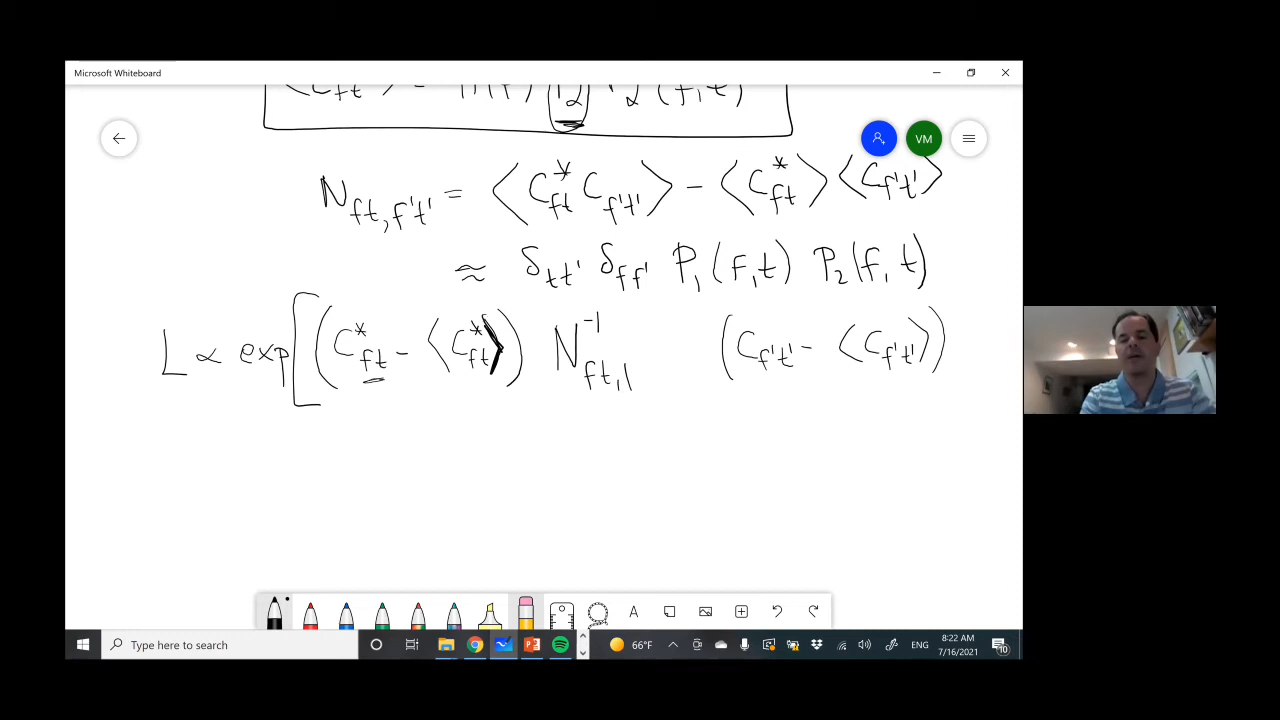 Microsoft Whiteboard
VM
N_{ft,f't'} = ⟨C*_{ft} C_{f't'}⟩ − ⟨C*_{ft}⟩⟨C_{f't'}⟩
≈ δ_{tt'} δ_{ff'} P_1(f,t) P_2(f,t)
L ∝ exp[(C*_{ft} − ⟨C*_{ft}⟩) N^{-1}_{ft,} (C_{f't'} − ⟨C_{f't'}⟩)
Type here to search
66°F
ENG
8:22 AM
7/16/2021
10